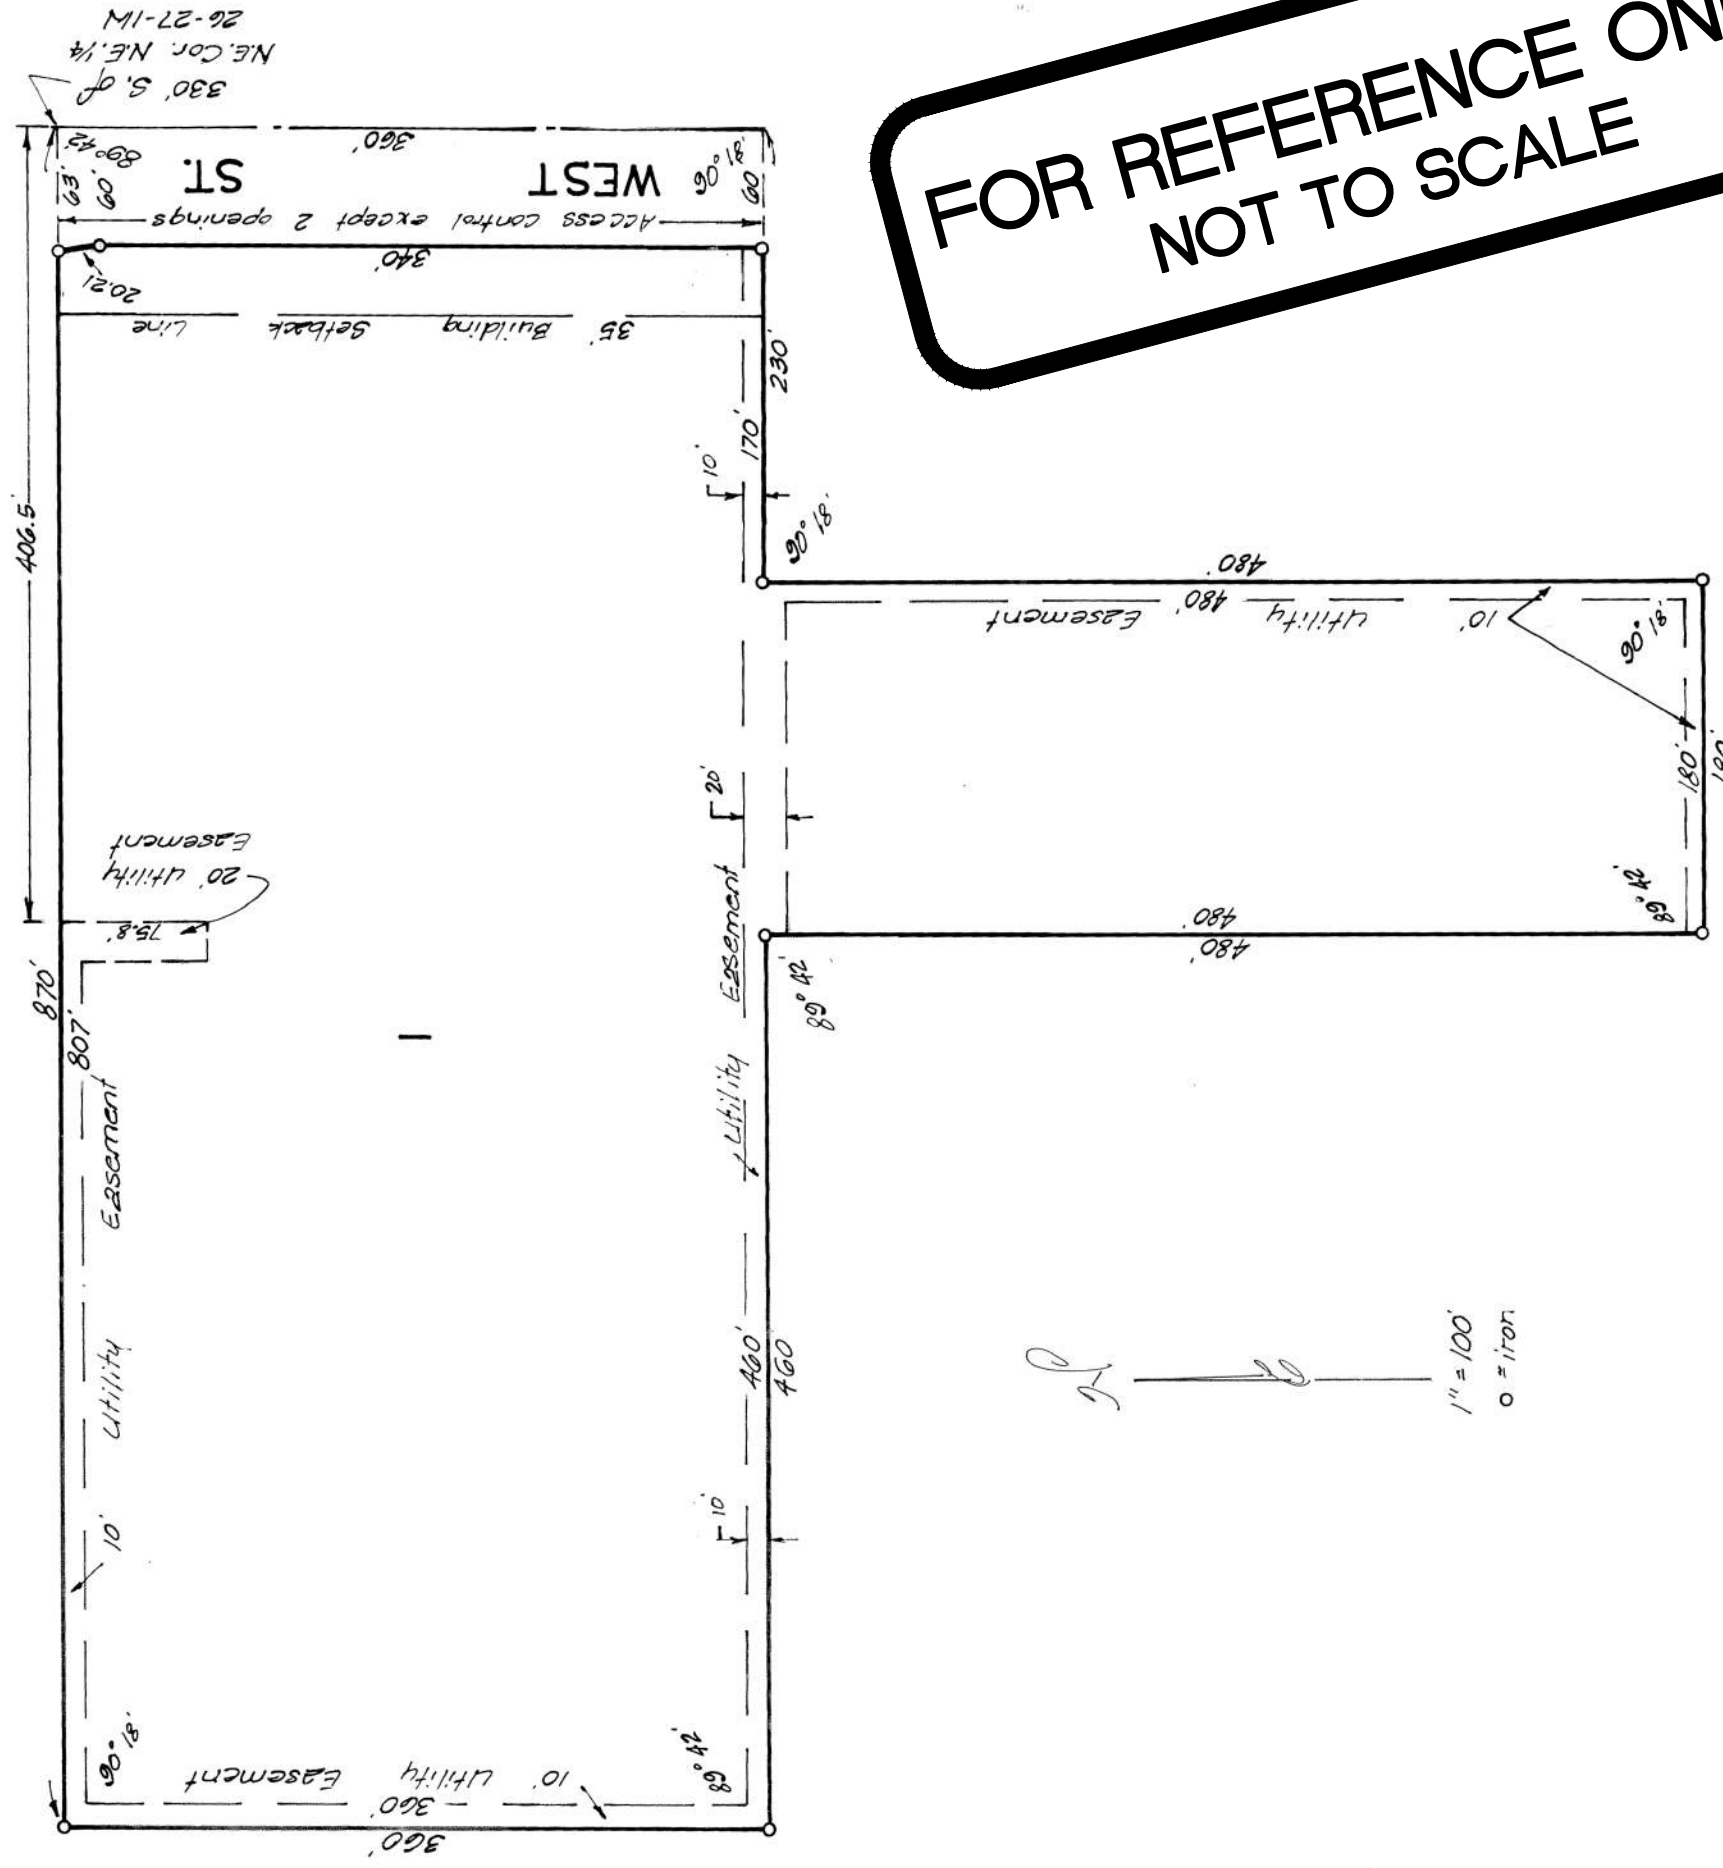 330' S. of
N.E. Cor. N.E. 1/4
26-27-1W
FOR REFERENCE
NOT TO SCALE
360'
63'
60'
89° 42'
WEST ST.
90° 18'
60'
Access control except 2 openings
340'
20.21
35' Building Setback Line
406.5'
230'
170'
10'
90° 18'
480'
10' Utility Easement
480'
90° 18'
180'
89° 42'
480'
480'
20'
Utility Easement
20' Utility
Easement
75.8'
870'
807'
10' Utility Easement
89° 42'
460'
460
10'
90° 18'
89° 42'
10' Utility Easement
360'
360'
1" = 100'
o = iron